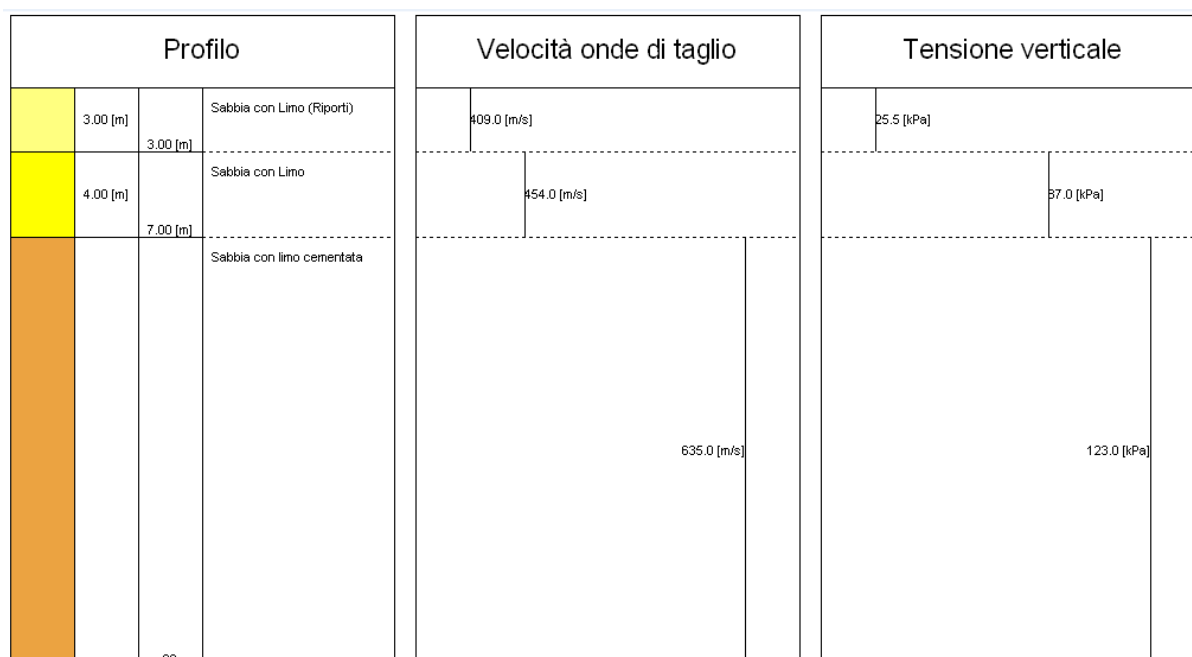 Profilo
Velocità onde di taglio
Tensione verticale
3.00 [m]
3.00 [m]
Sabbia con Limo (Riporti)
409.0 [m/s]
25.5 [kPa]
4.00 [m]
7.00 [m]
Sabbia con Limo
454.0 [m/s]
87.0 [kPa]
Sabbia con limo cementata
635.0 [m/s]
123.0 [kPa]